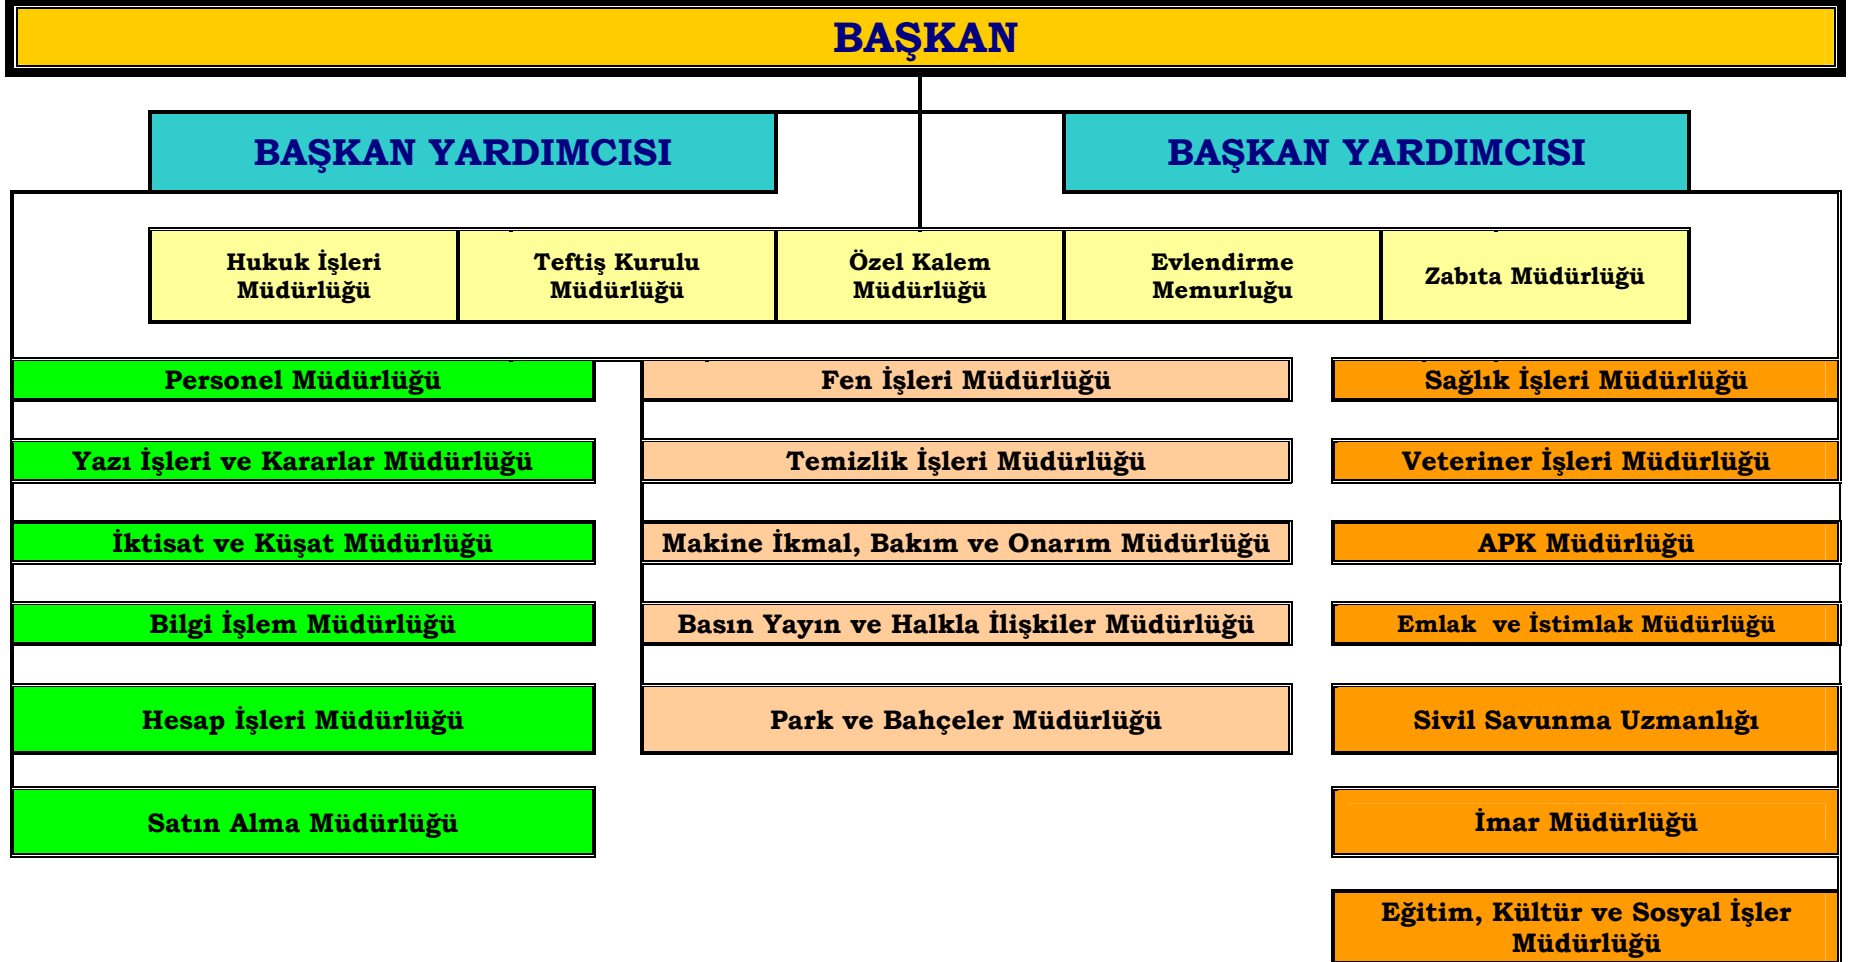 BAŞKAN
BAŞKAN YARDIMCISI
BAŞKAN YARDIMCISI
Hukuk İşleri
Müdürlüğü
Teftiş Kurulu
Müdürlüğü
Özel Kalem
Müdürlüğü
Evlendirme
Memurluğu
Zabıta Müdürlüğü
Personel Müdürlüğü
Fen İşleri Müdürlüğü
Sağlık İşleri Müdürlüğü
Yazı İşleri ve Kararlar Müdürlüğü
Temizlik İşleri Müdürlüğü
Veteriner İşleri Müdürlüğü
İktisat ve Küşat Müdürlüğü
Makine İkmal, Bakım ve Onarım Müdürlüğü
APK Müdürlüğü
Bilgi İşlem Müdürlüğü
Basın Yayın ve Halkla İlişkiler Müdürlüğü
Emlak ve İstimlak Müdürlüğü
Hesap İşleri Müdürlüğü
Park ve Bahçeler Müdürlüğü
Sivil Savunma Uzmanlığı
Satın Alma Müdürlüğü
İmar Müdürlüğü
Eğitim, Kültür ve Sosyal İşler
Müdürlüğü